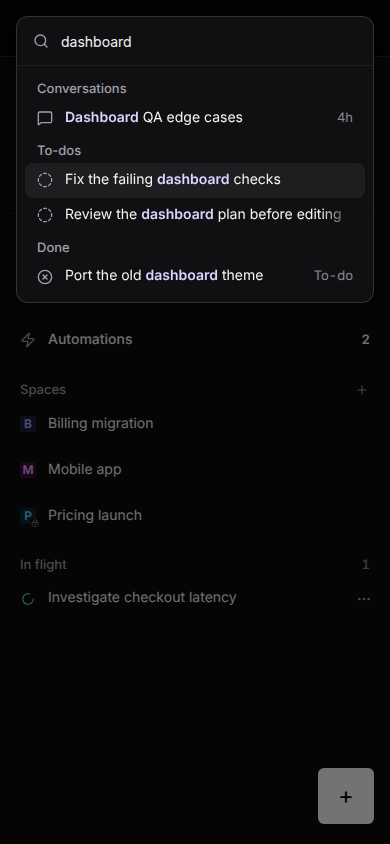 dashboard
Conversations
Dashboard QA edge cases 4h
To-dos
Fix the failing dashboard checks
Review the dashboard plan before editing
Done
Port the old dashboard theme To-do
Automations 2
Spaces +
B Billing migration
M Mobile app
P Pricing launch
In flight 1
Investigate checkout latency ...
+